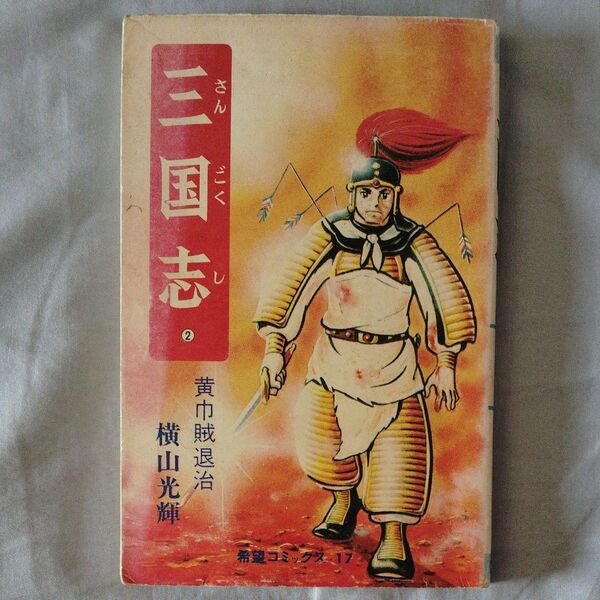 三国志
さんごくし
②
黄巾賊退治
横山光輝
希望コミックス 17